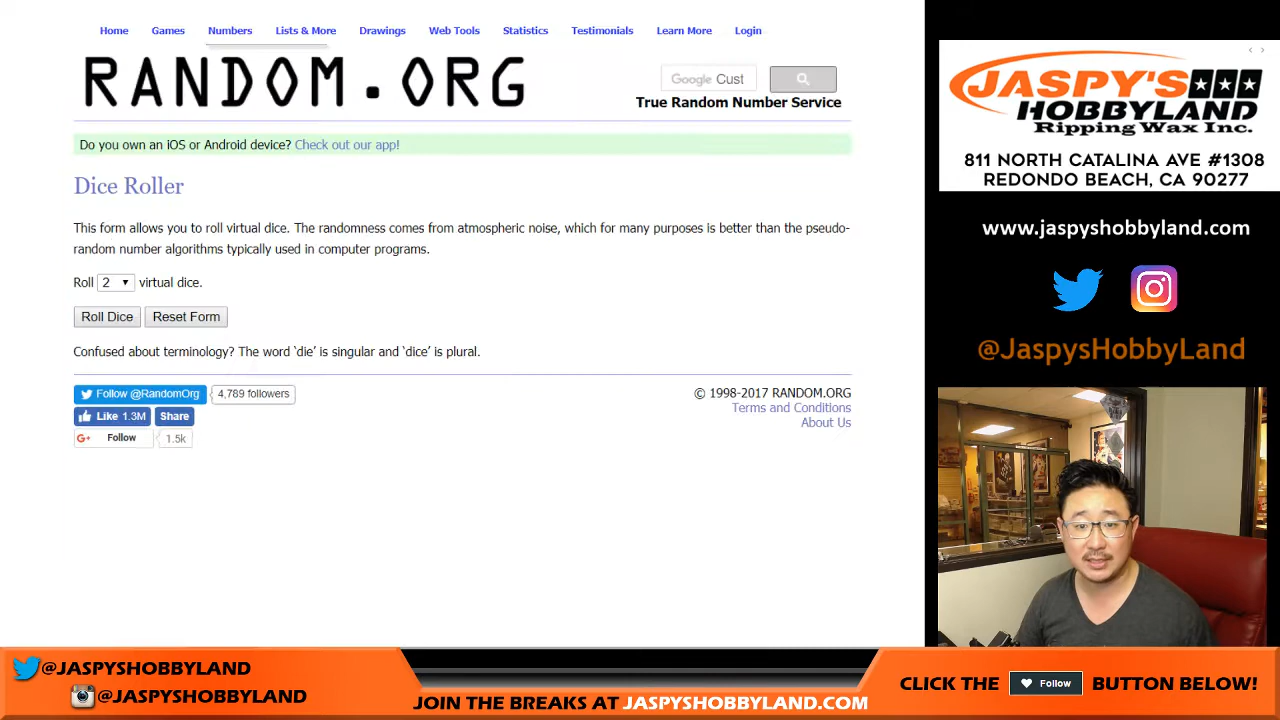 Home Games Numbers Lists & More Drawings Web Tools Statistics Testimonials Learn More Login
RANDOM.ORG
Google Cust
True Random Number Service
Do you own an iOS or Android device? Check out our app!
Dice Roller
This form allows you to roll virtual dice. The randomness comes from atmospheric noise, which for many purposes is better than the pseudo-
random number algorithms typically used in computer programs.
Roll 2 virtual dice.
Roll Dice Reset Form
Confused about terminology? The word ‘die’ is singular and ‘dice’ is plural.
Follow @RandomOrg 4,789 followers
Like 1.3M Share
G+ Follow 1.5k
© 1998-2017 RANDOM.ORG
Terms and Conditions
About Us
JASPY'S
HOBBYLAND
Ripping Wax Inc.
811 NORTH CATALINA AVE #1308
REDONDO BEACH, CA 90277
www.jaspyshobbyland.com
@JaspysHobbyLand
@JASPYSHOBBYLAND
@JASPYSHOBBYLAND
JOIN THE BREAKS AT JASPYSHOBBYLAND.COM
CLICK THE Follow BUTTON BELOW!